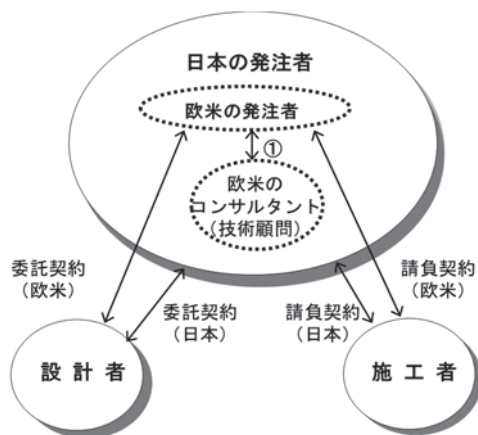 日本の発注者
欧米の発注者
①
欧米の
コンサルタント
(技術顧問)
委託契約
(欧米)
委託契約
(日本)
請負契約
(日本)
請負契約
(欧米)
設計者
施工者